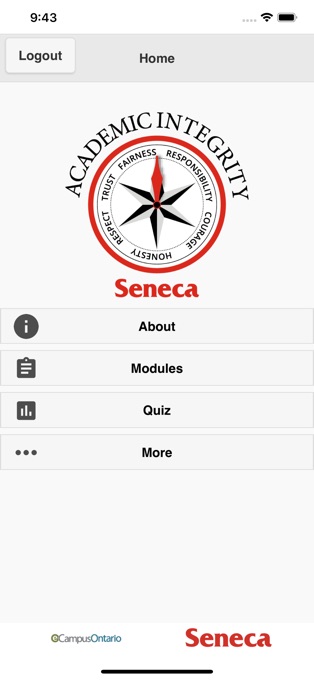 9:43
Logout
Home
ACADEMIC INTEGRITY
FAIRNESS
RESPONSIBILITY
COURAGE
HONESTY
RESPECT
TRUST
Seneca
About
Modules
Quiz
More
eCampusOntario
Seneca